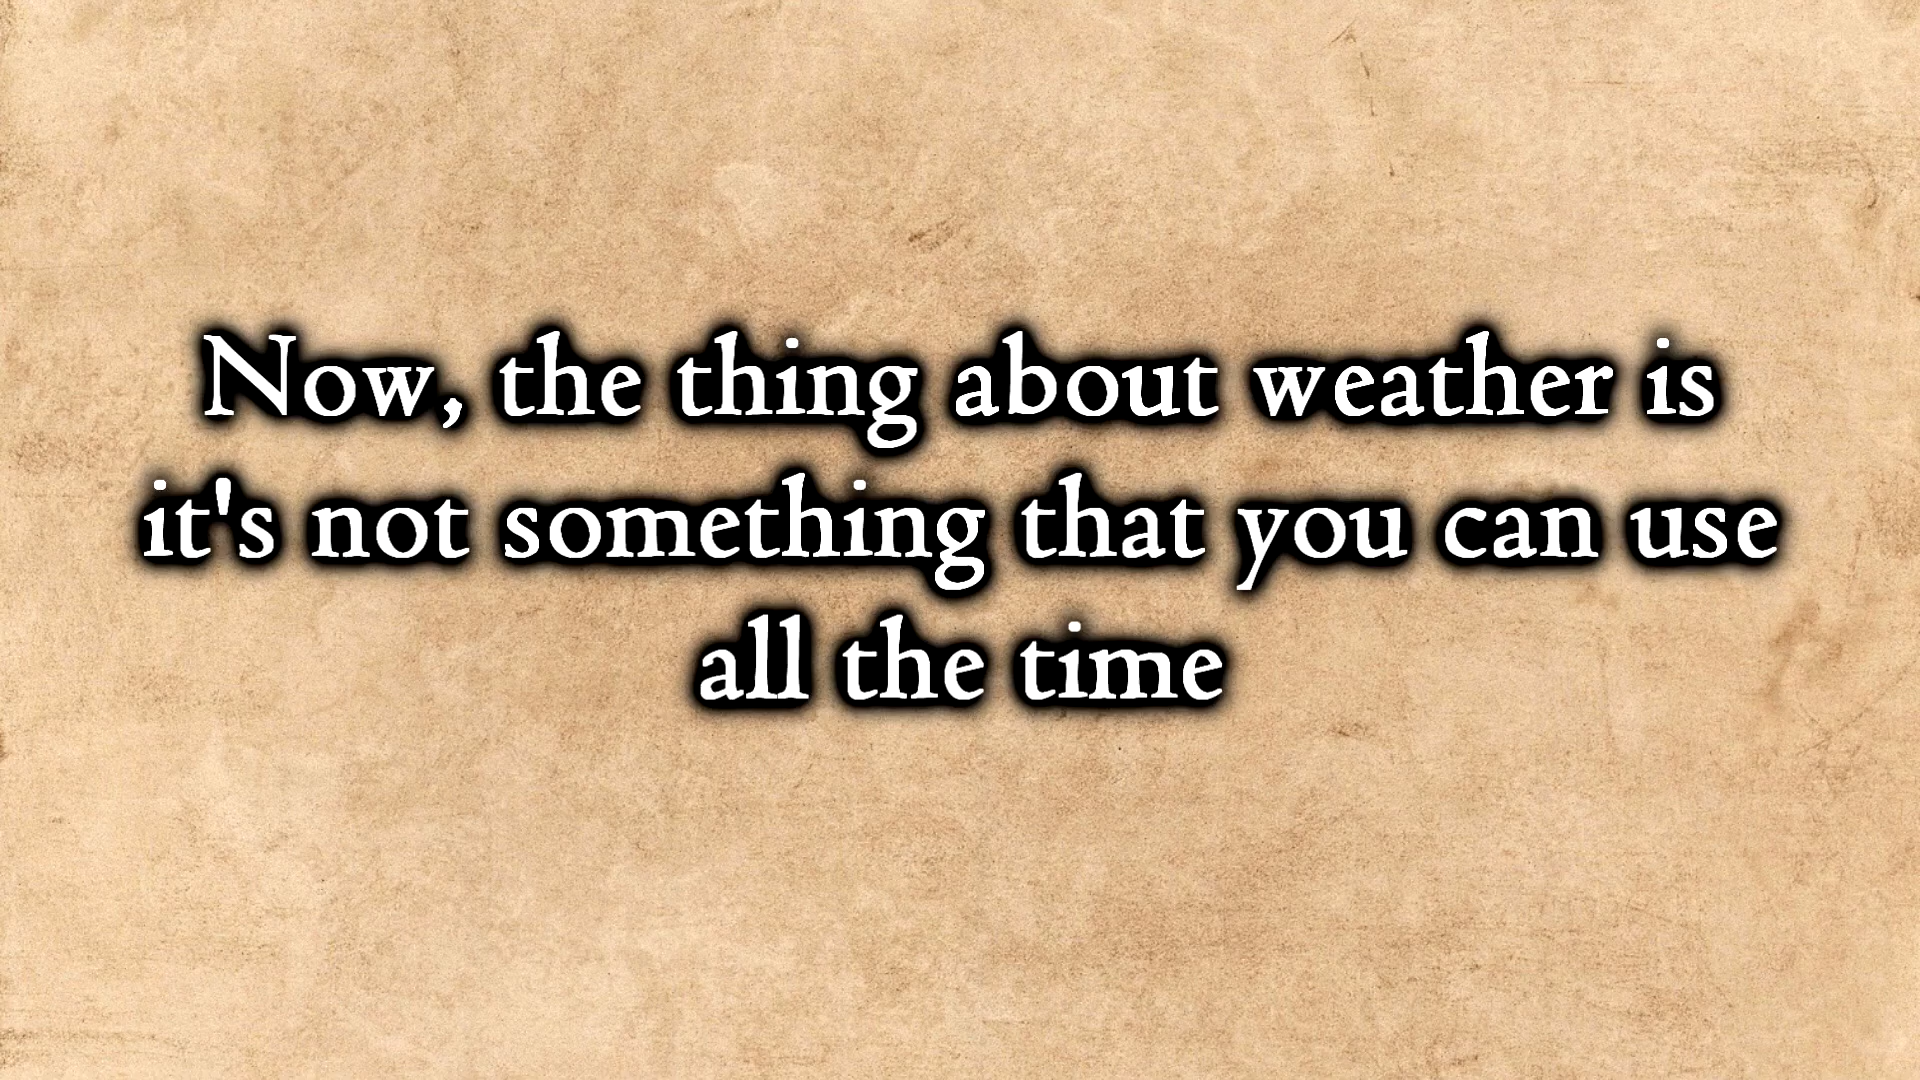 Now, the thing about weather is
it's not something that you can use
all the time